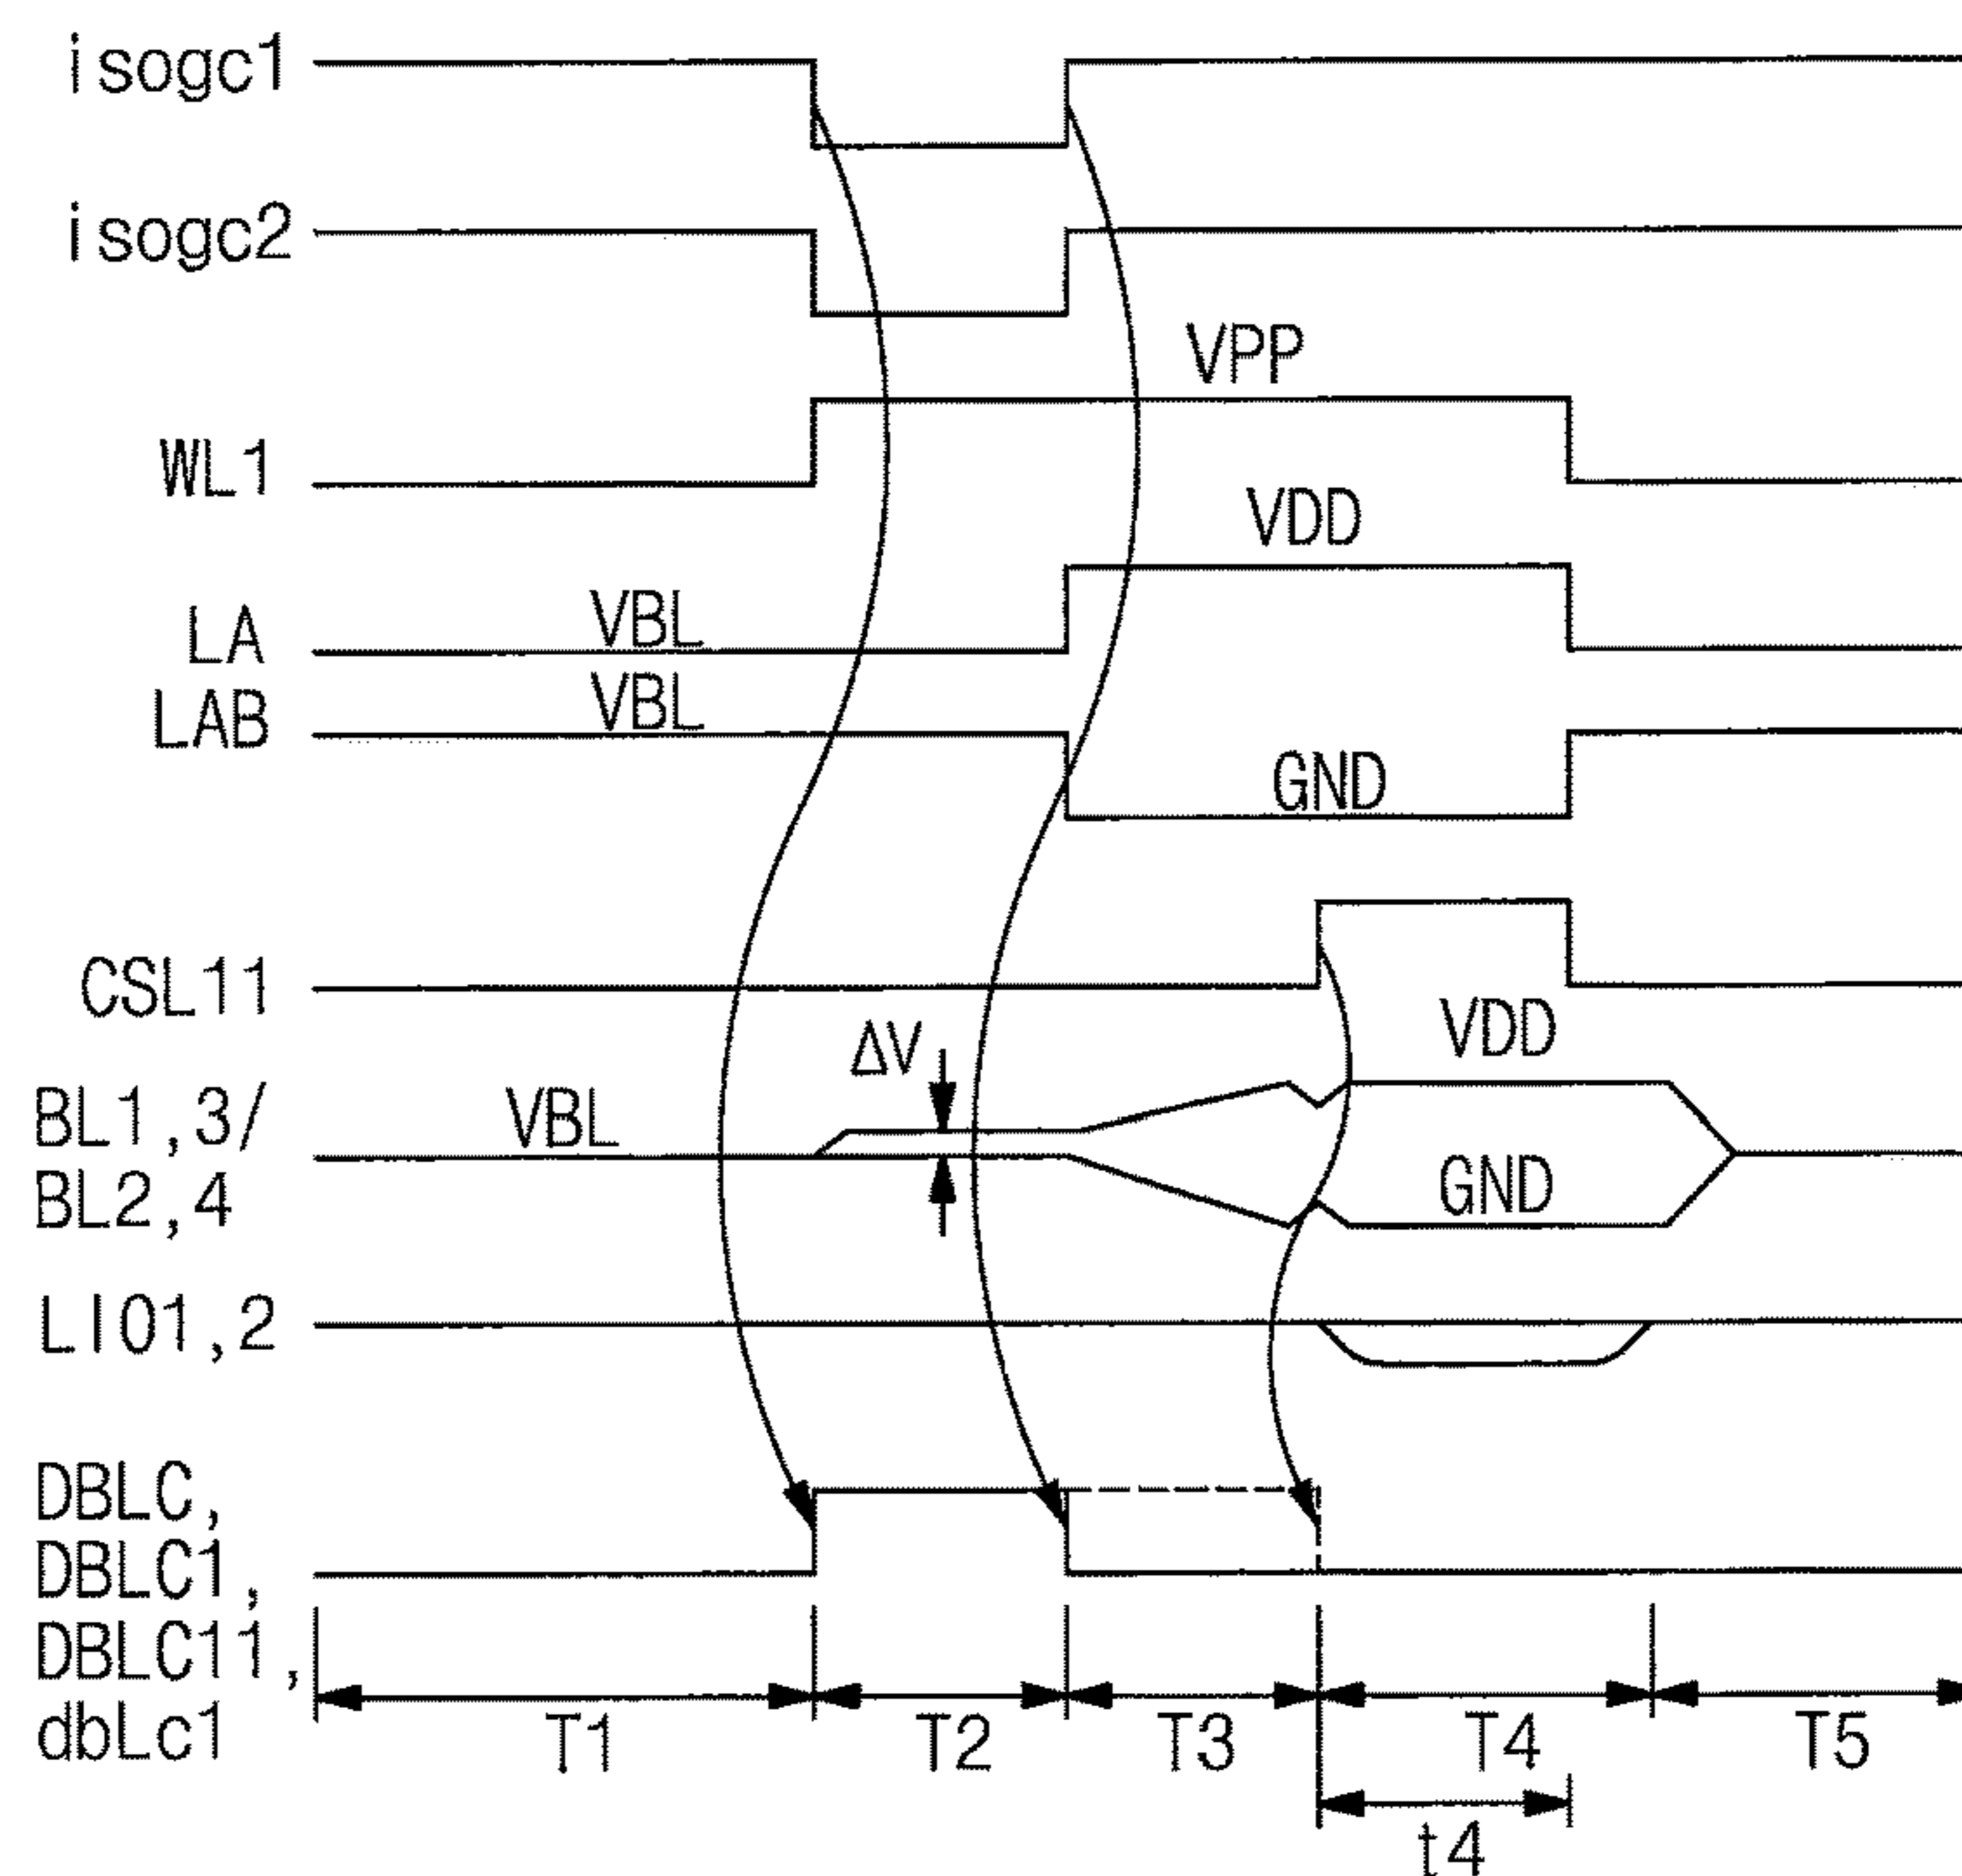 isogc1
isogc2
VPP
WL1
VDD
LA
VBL
LAB
VBL
GND
CSL11
VDD
ΔV
BL1,3/
BL2,4
VBL
GND
LIO1,2
DBLC,
DBLC1,
DBLC11,
dbLc1
T1
T2
T3
T4
T5
t4